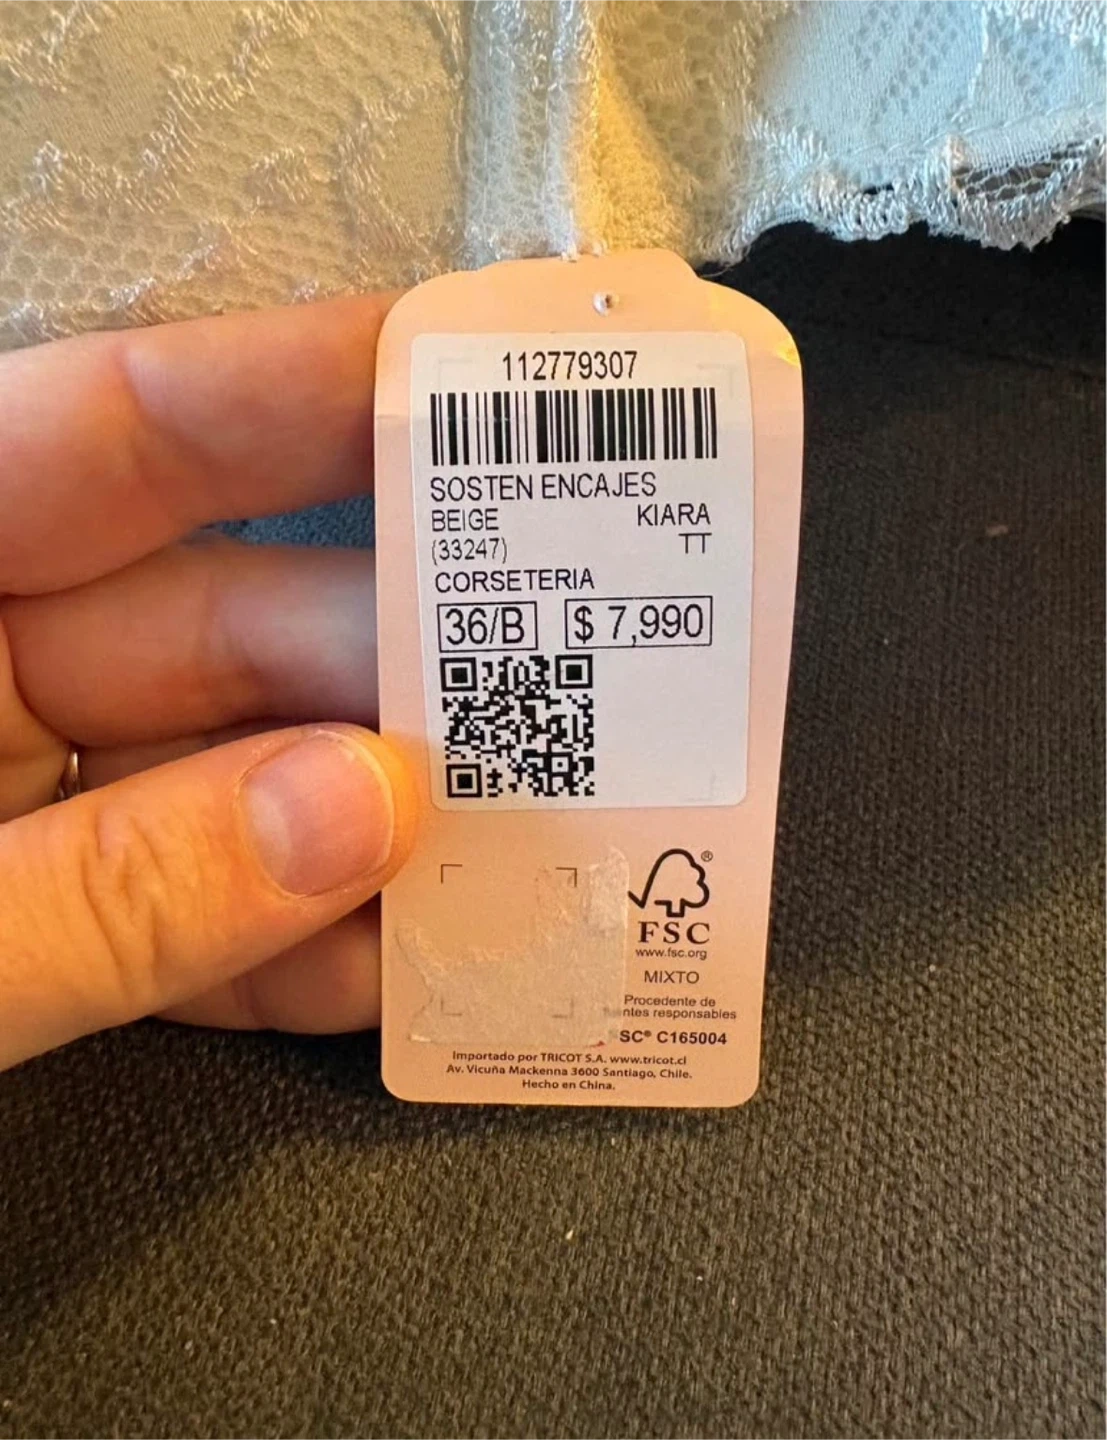 112779307
SOSTEN ENCAJES
BEIGE KIARA
(33247) TT
CORSETERIA
36/B $ 7,990
®
FSC
www.fsc.org
MIXTO
Procedente de
responsables
C165004
Importado por TRICOT S.A. www.tricot.cl
Av. Vicuña Mackenna 3600 Santiago, Chile.
Hecho en China.